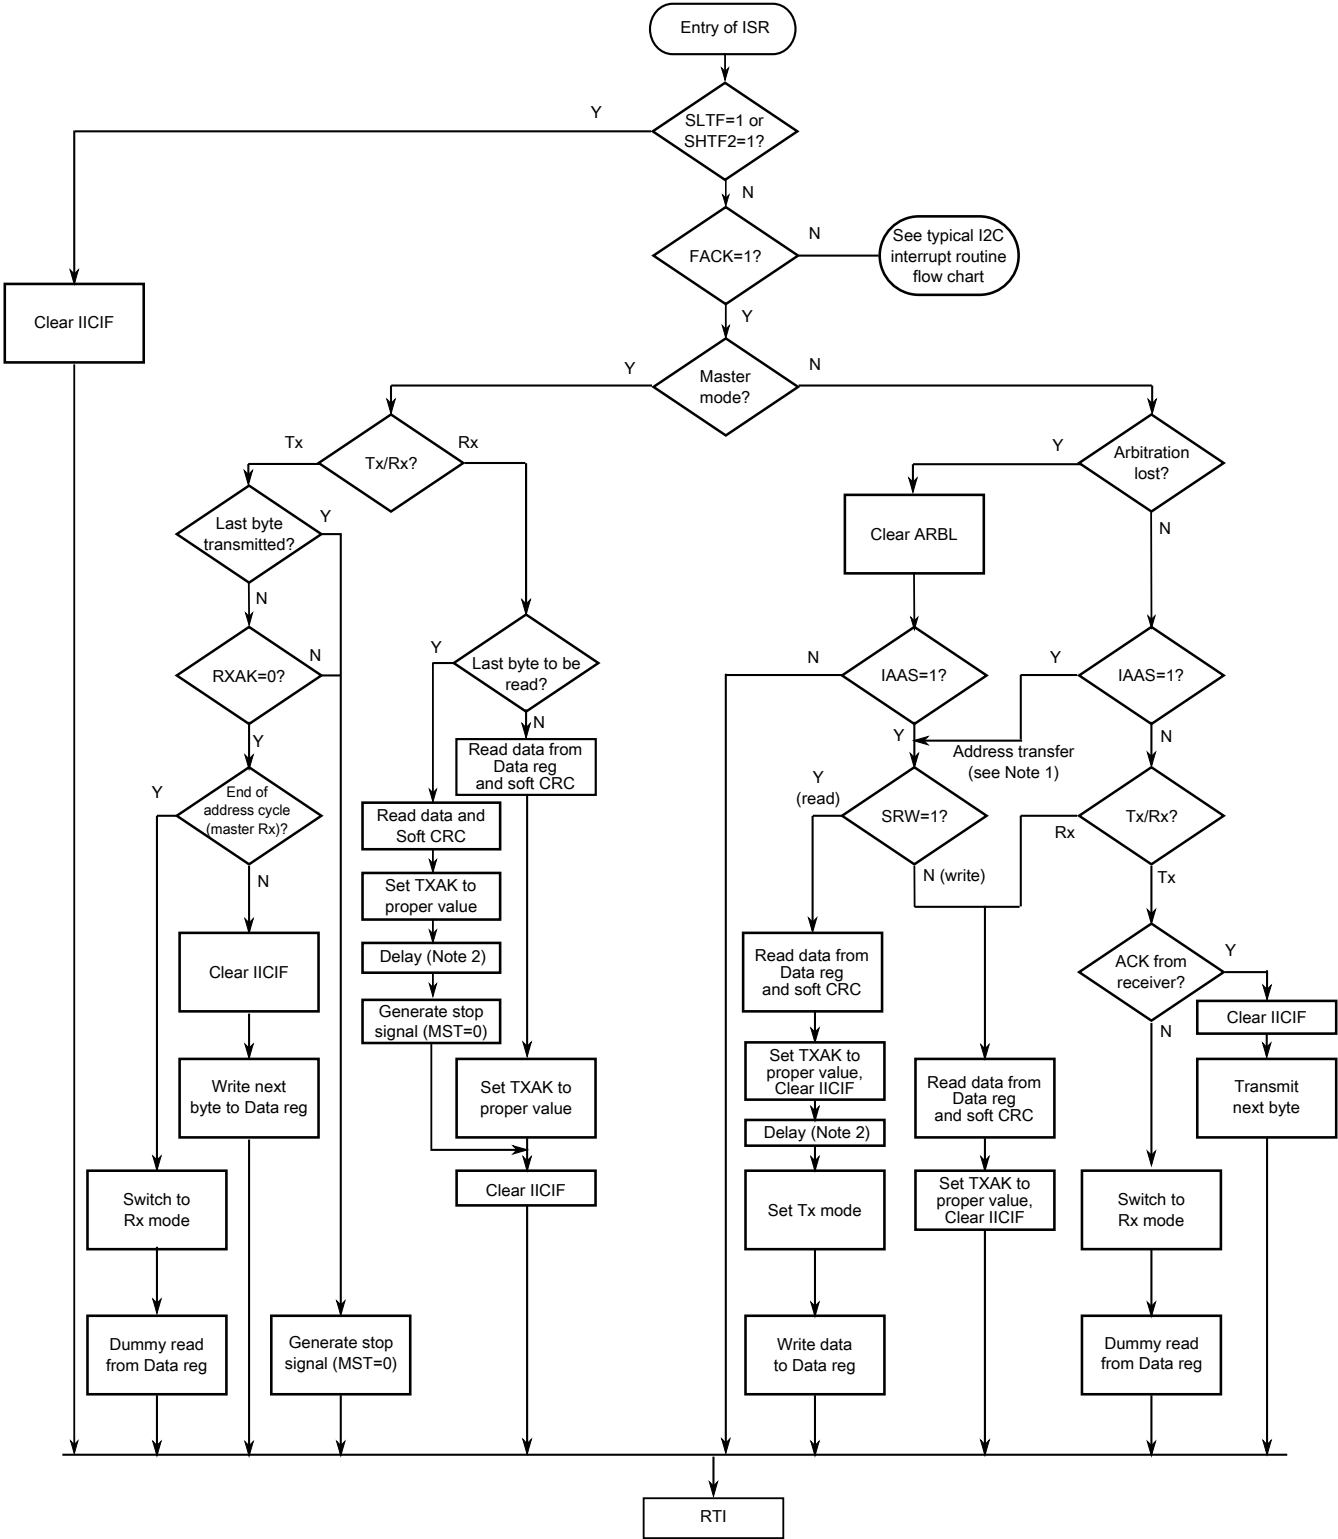 Entry of ISR
Y
SLTF=1 or
SHTF2=1?
N
FACK=1?
N
See typical I2C
interrupt routine
flow chart
Clear IICIF
Y
Y
Master
mode?
N
Tx
Tx/Rx?
Rx
Y
Arbitration
lost?
Last byte
transmitted?
Y
Clear ARBL
N
N
RXAK=0?
N
Y
Last byte to be
read?
N
IAAS=1?
Y
IAAS=1?
Y
N
Read data from
Data reg
and soft CRC
Y
Address transfer
(see Note 1)
N
Y
End of
address cycle
(master Rx)?
Read data and
Soft CRC
Y
(read)
SRW=1?
Rx
Tx/Rx?
N
Set TXAK to
proper value
N (write)
Tx
Clear IICIF
Delay (Note 2)
Read data from
Data reg
and soft CRC
ACK from
receiver?
Y
Generate stop
signal (MST=0)
Clear IICIF
N
Write next
byte to Data reg
Set TXAK to
proper value
Set TXAK to
proper value,
Clear IICIF
Read data from
Data reg
and soft CRC
Transmit
next byte
Delay (Note 2)
Switch to
Rx mode
Clear IICIF
Set Tx mode
Set TXAK to
proper value,
Clear IICIF
Switch to
Rx mode
Dummy read
from Data reg
Generate stop
signal (MST=0)
Write data
to Data reg
Dummy read
from Data reg
RTI